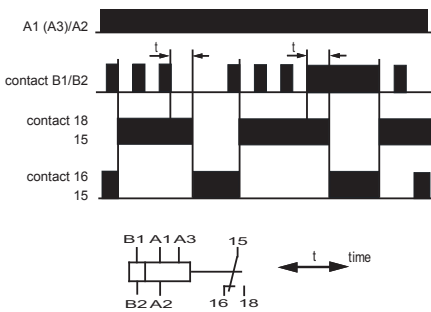 A1 (A3)/A2
t
t
contact B1/B2
contact 18
15
contact 16
15
B1 A1 A3
15
t
time
B2 A2
16
18